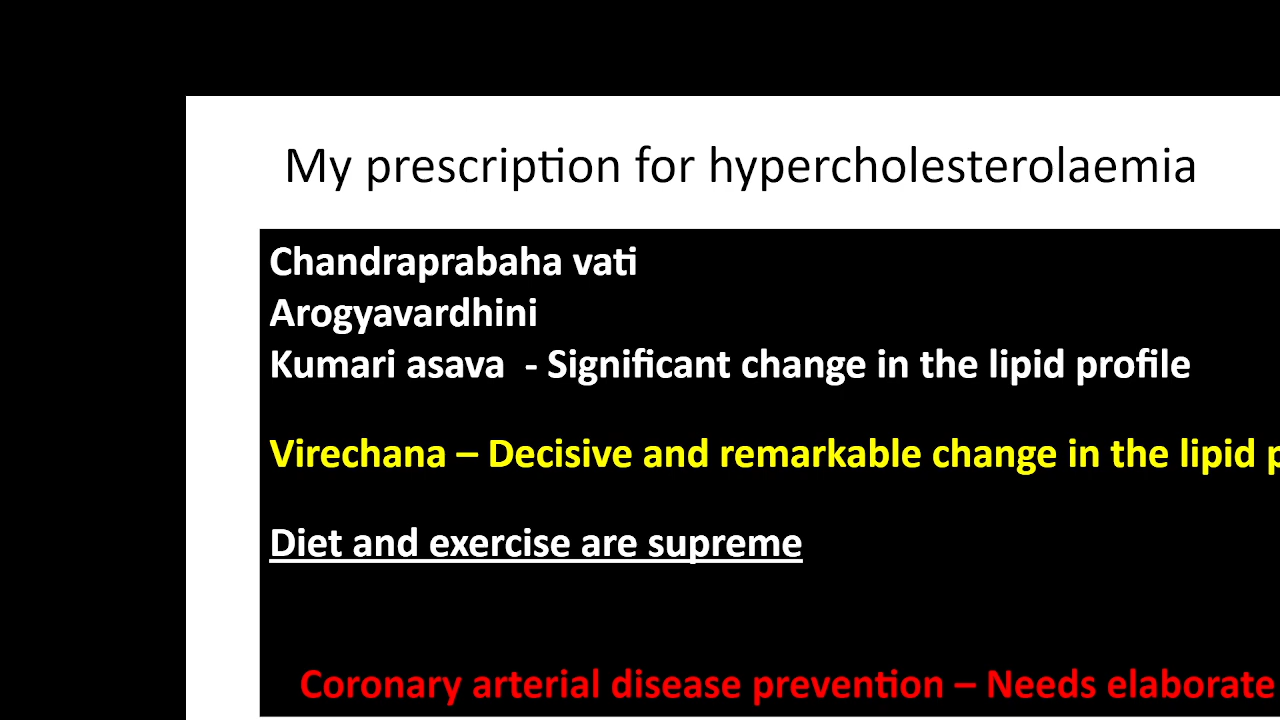 My prescription for hypercholesterolaemia
Chandraprabaha vati
Arogyavardhini
Kumari asava - Significant change in the lipid profile
Virechana – Decisive and remarkable change in the lipid
Diet and exercise are supreme
Coronary arterial disease prevention – Needs elaborate